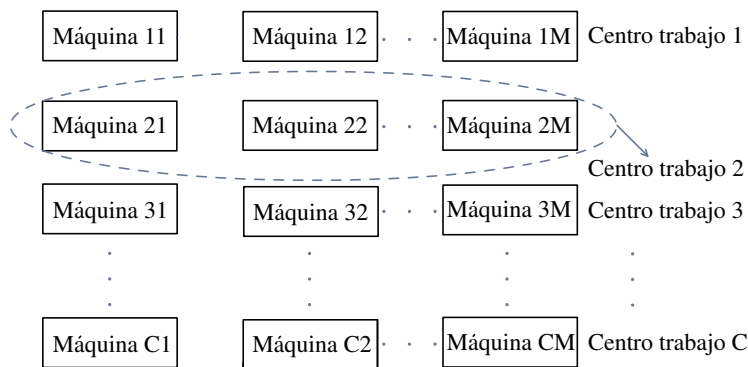 Máquina 11 Máquina 12 Máquina 1M Centro trabajo 1
Máquina 21 Máquina 22 Máquina 2M
Centro trabajo 2
Máquina 31 Máquina 32 Máquina 3M Centro trabajo 3
Máquina C1 Máquina C2 Máquina CM Centro trabajo C